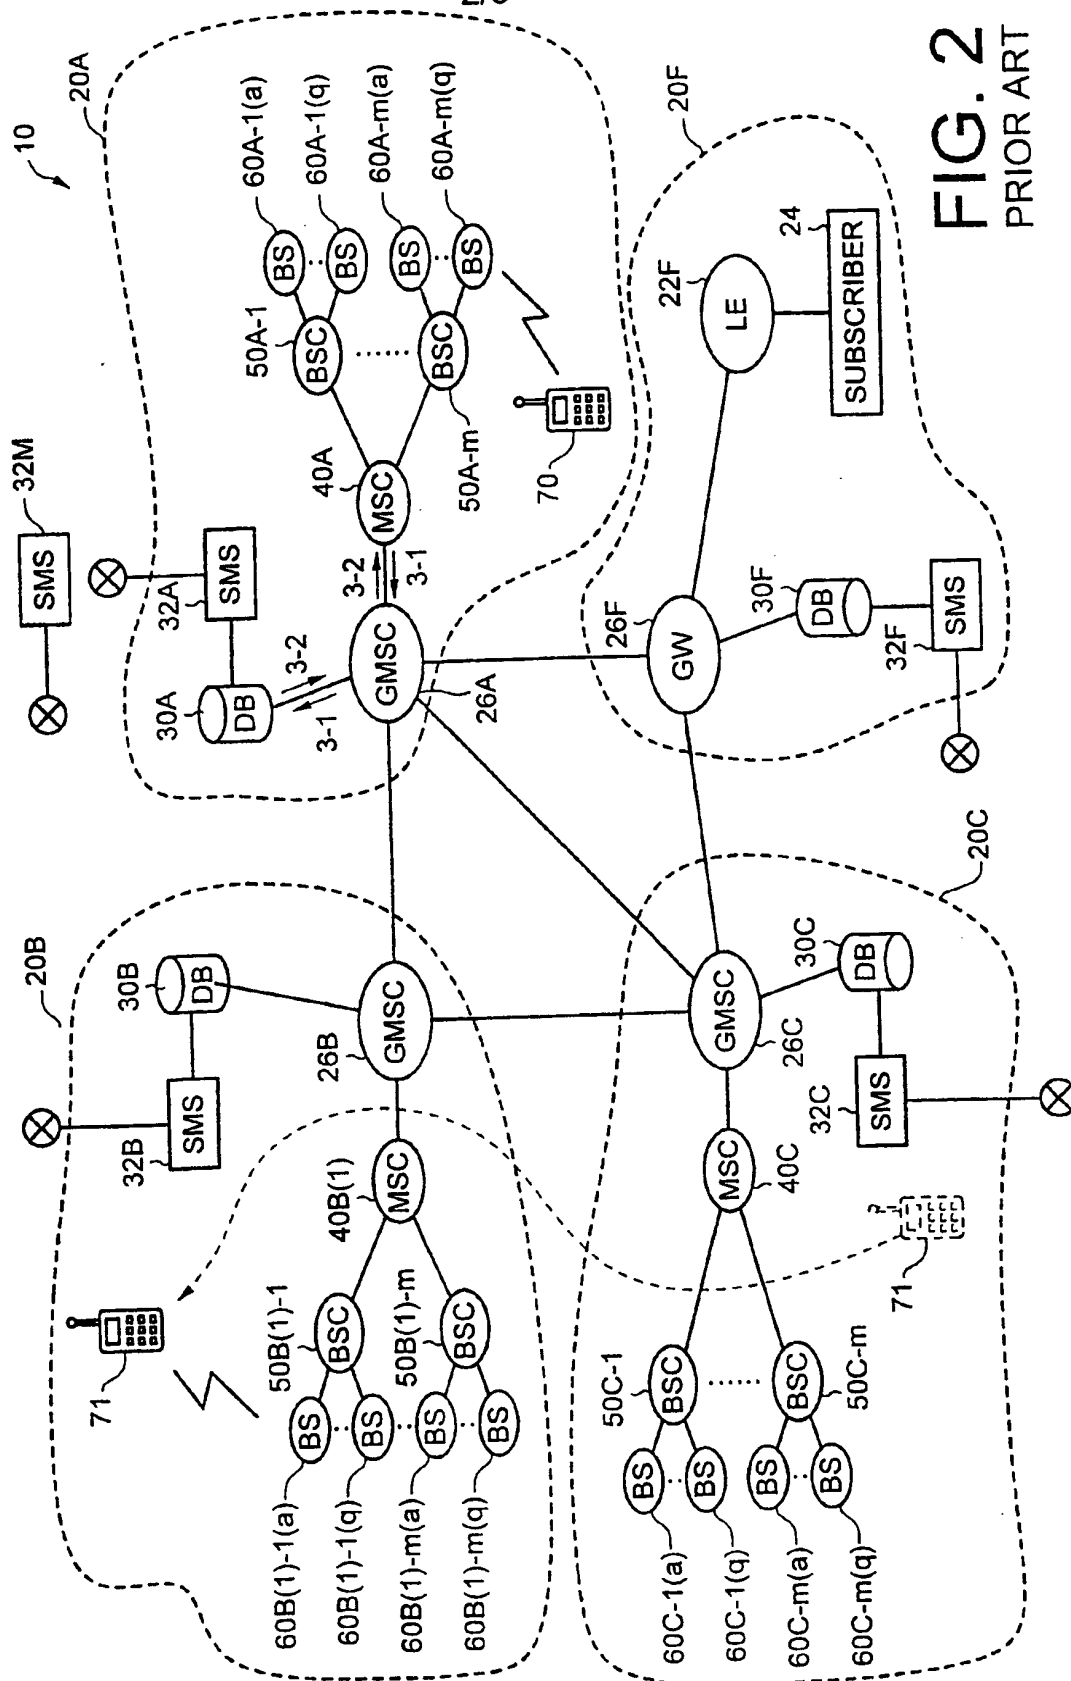 10
20A
60A-1(a)
60A-1(q)
60A-m(a)
60A-m(q)
BS
BS
BS
BS
50A-1
BSC
BSC
50A-m
70
40A
MSC
3-2
3-1
32M
SMS
32A
SMS
30A
DB
3-2
3-1
GMSC
26A
20F
22F
LE
24
SUBSCRIBER
26F
GW
30F
DB
32F
SMS
20B
30B
DB
32B
SMS
26B
GMSC
40B(1)
MSC
71
50B(1)-1
BSC
50B(1)-m
BSC
BS
BS
BS
BS
60B(1)-1(a)
60B(1)-1(q)
60B(1)-m(a)
60B(1)-m(q)
20C
30C
DB
32C
SMS
GMSC
26C
MSC
40C
71
50C-1
BSC
BSC
50C-m
BS
BS
BS
BS
60C-1(a)
60C-1(q)
60C-m(a)
60C-m(q)
FIG. 2
PRIOR ART